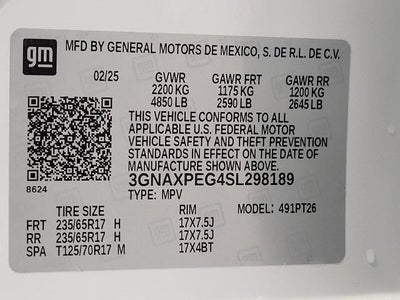 gm MFD BY GENERAL MOTORS DE MEXICO, S. DE R.L. DE C.V.
02/25 GVWR GAWR FRT GAWR RR
2200 KG 1175 KG 1200 KG
4850 LB 2590 LB 2645 LB
THIS VEHICLE CONFORMS TO ALL APPLICABLE
U.S. FEDERAL MOTOR
VEHICLE SAFETY AND THEFT
PREVENTION STANDARDS IN
EFFECT ON THE DATE OF
MANUFACTURE SHOWN ABOVE.
3GNAXPEG4SL298189
8624 TYPE: MPV
TIRE SIZE RIM MODEL: 491PT26
FRT 235/65R17 H 17X7.5J
RR 235/65R17 H 17X7.5J
SPA T125/70R17 M 17X4BT